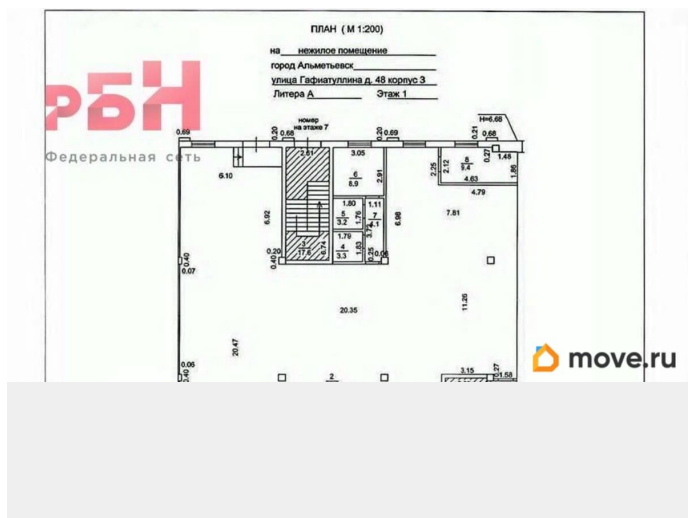 ПЛАН ( М 1:200)
на нежилое помещение
город Альметьевск
улица Гафиатуллина д. 48 корпус 3
Литера А Этаж 1
РБН
Федеральная сеть
номер
на этаже 7
H=6.68
0.69 0.20 0.68 0.20 0.69 0.21 0.68
2.61 3.05 0.27 1.48
6.10 6 8.9 2.91 2.25 2.12 8 9.4 1.86
4.63
4.79
1.80 1.11
6.92 5 3.2 1.76 7 4.1 6.98 7.81
1.79 3.72
3 17.6 6.74 4 3.3 1.83 0.25 0.06
0.20
0.40 0.40
0.07
20.35 11.26
20.47
move.ru
0.06 0.40 2 3.15 0.27 1.58